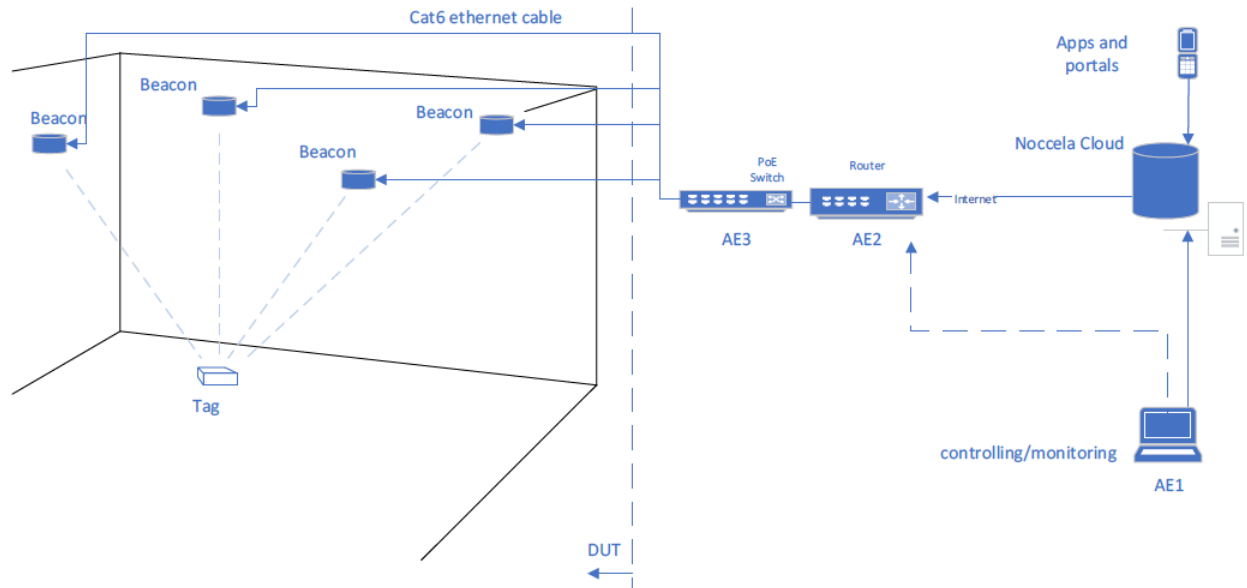 Cat6 ethernet cable
Apps and
portals
Beacon
Beacon
Beacon
Beacon
Noccela Cloud
PoE
Switch
Router
Internet
AE3
AE2
Tag
controlling/monitoring
AE1
DUT